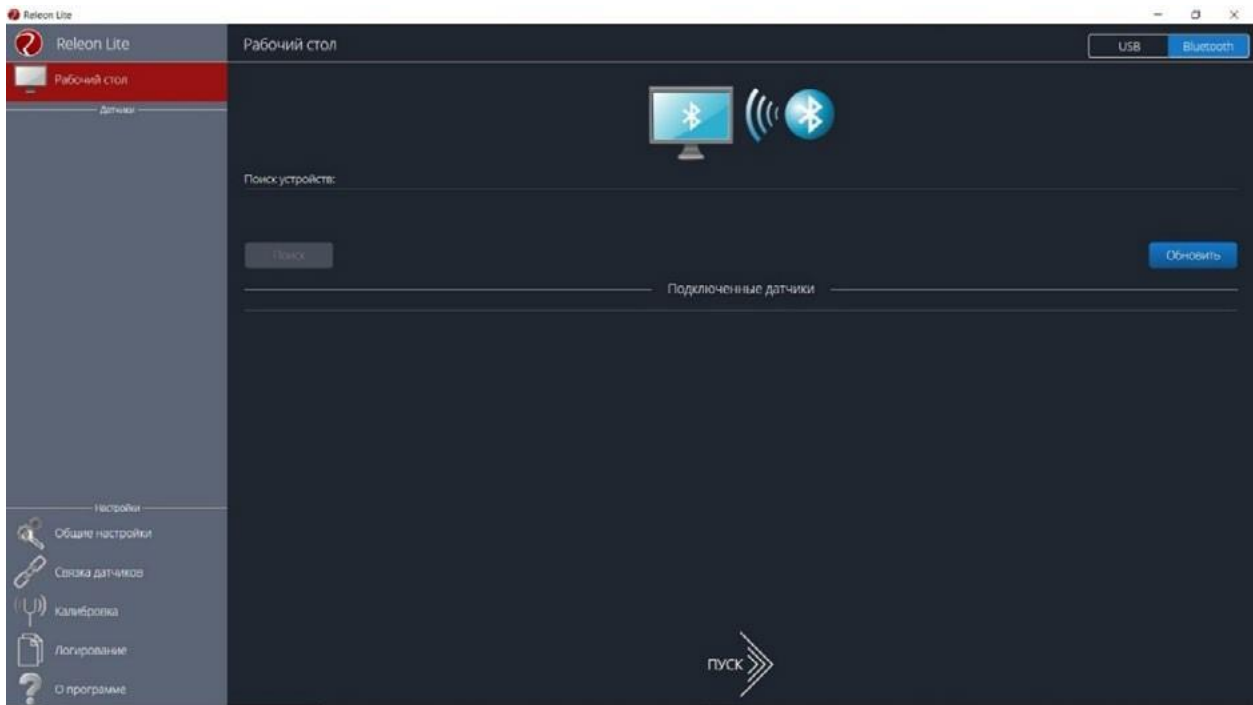 Releon Lite
Releon Lite
Рабочий стол
USB
Bluetooth
Рабочий стол
Датчики
Поиск устройств:
Поиск
Обновить
Подключенные датчики
Настройки
Общие настройки
Связка датчиков
Калибровка
Логирование
О программе
ПУСК